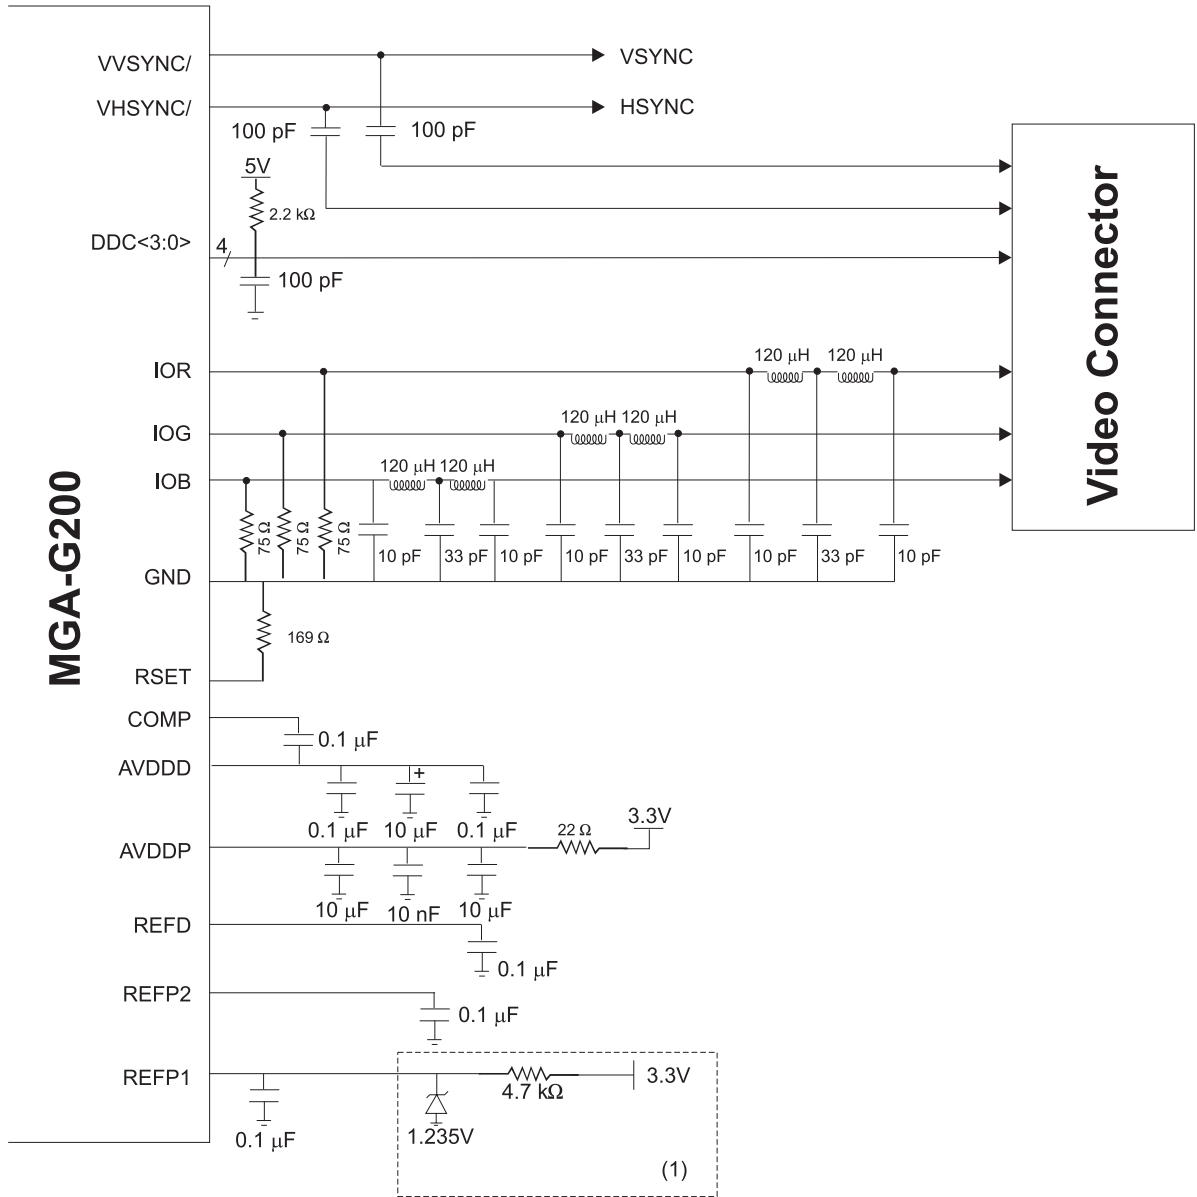 VVSYNC/
VSYNC
VHSYNC/
HSYNC
100 pF
100 pF
5V
2.2 kΩ
DDC<3:0>
4
100 pF
Video Connector
120 μH 120 μH
IOR
120 μH 120 μH
IOG
120 μH 120 μH
IOB
75 Ω
75 Ω
75 Ω
10 pF 33 pF 10 pF 10 pF 33 pF 10 pF 10 pF 33 pF 10 pF
GND
MGA-G200
169 Ω
RSET
COMP
0.1 μF
AVDDD
+
0.1 μF 10 μF 0.1 μF
3.3V
22 Ω
AVDDP
10 μF 10 nF 10 μF
REFD
0.1 μF
REFP2
0.1 μF
REFP1
3.3V
4.7 kΩ
0.1 μF
1.235V
(1)